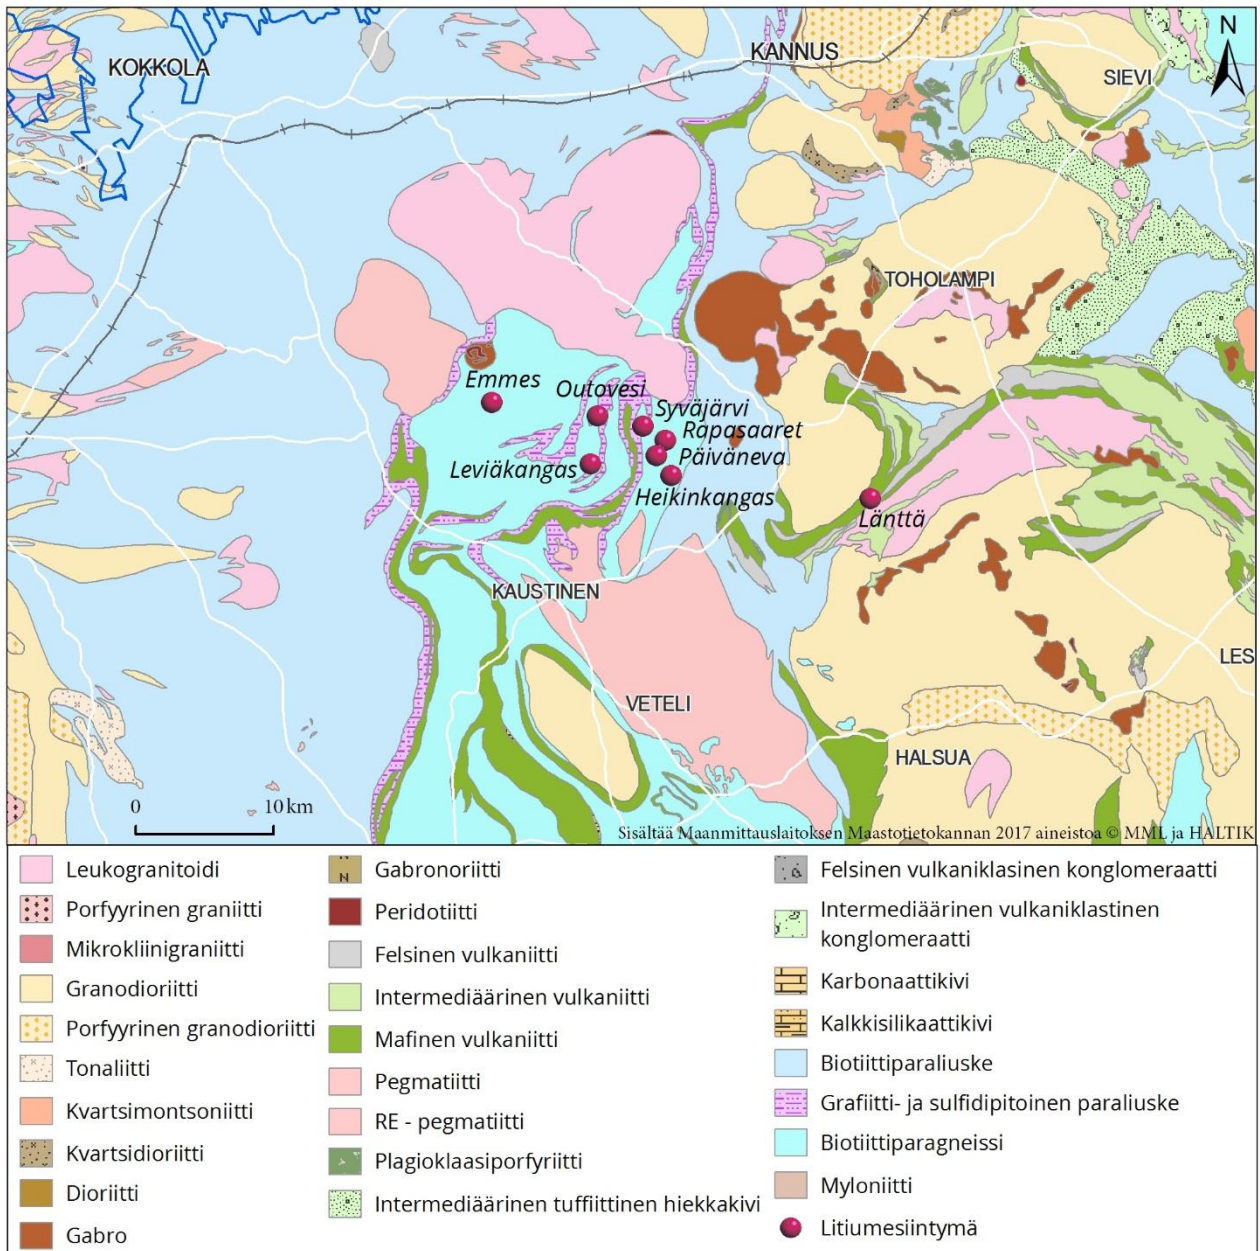 KOKKOLA
KANNUS
N
SIEVI
TOHOLAMPI
Emmes
Outovesi
Syväjärvi
Rapasaaret
Päiväneva
Leviäkangas
Heikinkangas
Länttä
KAUSTINEN
LES
VETELI
HALSUA
0 10 km
Sisältää Maanmittauslaitoksen Maastotietokannan 2017 aineistoa © MML ja HALTIK
Leukogranitoidi
Porfyyrinen graniitti
Mikrokliinigraniitti
Granodioriitti
Porfyyrinen granodioriitti
Tonaliitti
Kvartsimontsoniitti
Kvartsidioriitti
Dioriitti
Gabro
N
Gabronoriitti
Peridotiitti
Felsinen vulkaniitti
Intermediäärinen vulkaniitti
Mafinen vulkaniitti
Pegmatiitti
RE - pegmatiitti
Plagioklaasiporfyriitti
Intermediäärinen tuffiittinen hiekkakivi
Felsinen vulkaniklasinen konglomeraatti
Intermediäärinen vulkaniklastinen
konglomeraatti
Karbonaattikivi
Kalkkisilikaattikivi
Biotiittiparaliuske
Grafiitti- ja sulfidipitoinen paraliuske
Biotiittiparagneissi
Myloniitti
Litiumesiintymä